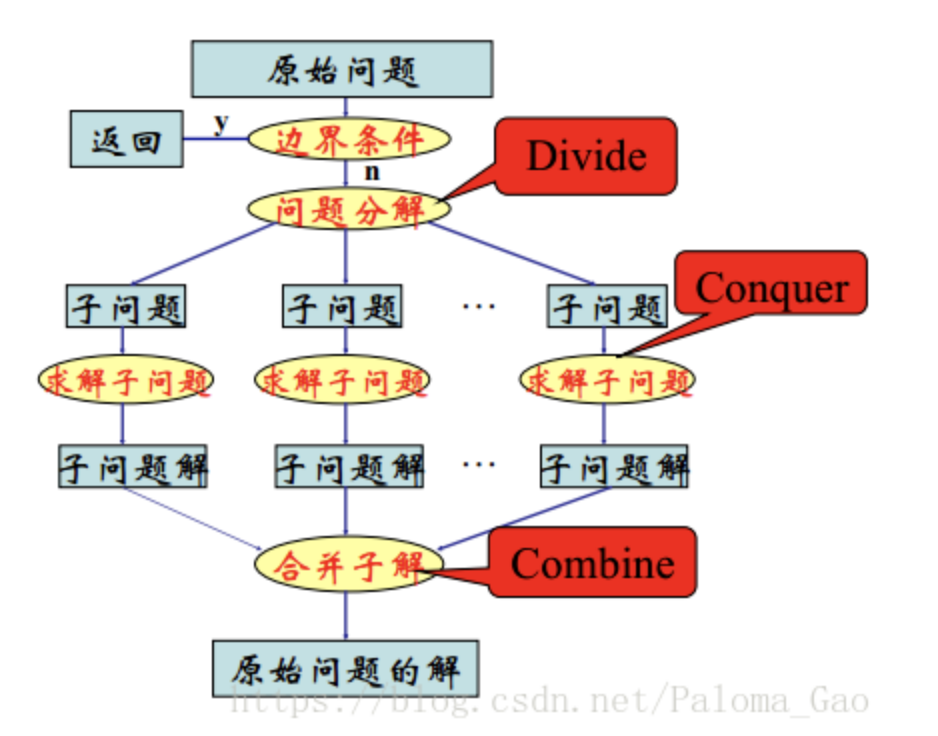 原始问题
返回
y
边界条件
n
Divide
问题分解
子问题
子问题
...
子问题
Conquer
求解子问题
求解子问题
求解子问题
子问题解
子问题解
...
子问题解
合并子解
Combine
原始问题的解
https://blog.csdn.net/Paloma_Gao